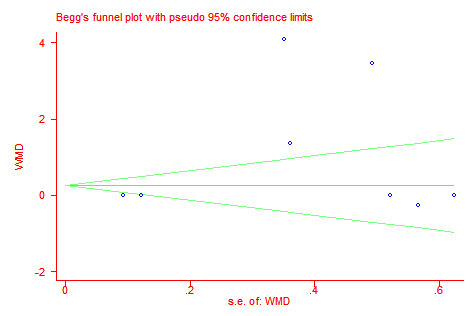 Begg's funnel plot with pseudo 95% confidence limits
4
2
0
-2
WMD
0
.2
.4
.6
s.e. of: WMD